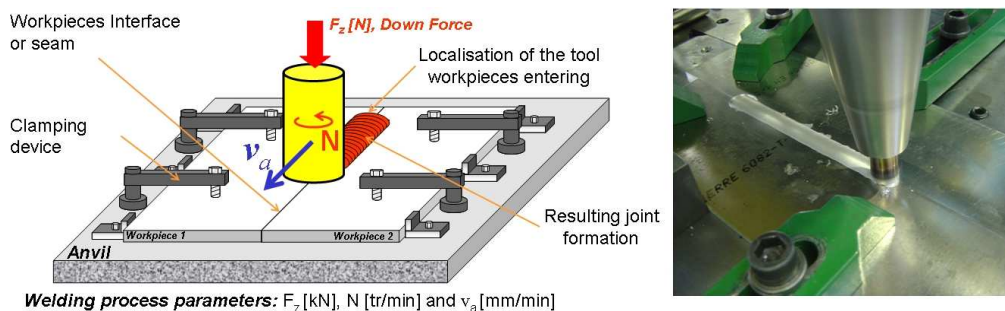 Workpieces Interface
or seam
F_z [N], Down Force
Localisation of the tool
workpieces entering
Clamping
device
N
v_a
Resulting joint
formation
Workpiece 1
Workpiece 2
Anvil
Welding process parameters: F_z [kN], N [tr/min] and v_a [mm/min]
ERRE 6082-T